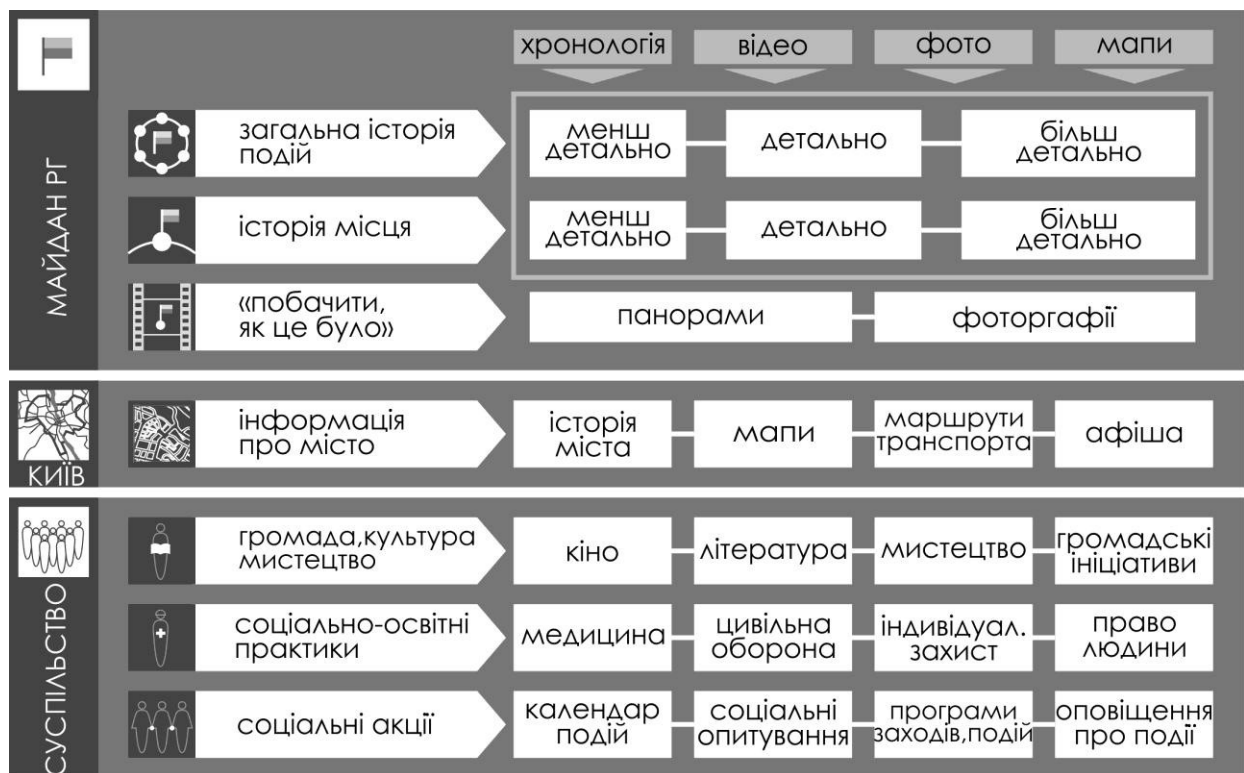 МАЙДАН РГ
хронологія
відео
фото
мапи
загальна історія
подій
менш
детально
детально
більш
детально
історія місця
менш
детально
детально
більш
детально
«побачити,
як це було»
панорами
фоторгафії
КИЇВ
інформація
про місто
історія
міста
мапи
маршрути
транспорта
афіша
СУСПІЛЬСТВО
громада,культура
мистецтво
кіно
література
мистецтво
громадські
ініціативи
соціально-освітні
практики
медицина
цивільна
оборона
індивідуал.
захист
право
людини
соціальні акції
календар
подій
соціальні
опитування
програми
заходів,подій
оповіщення
про події